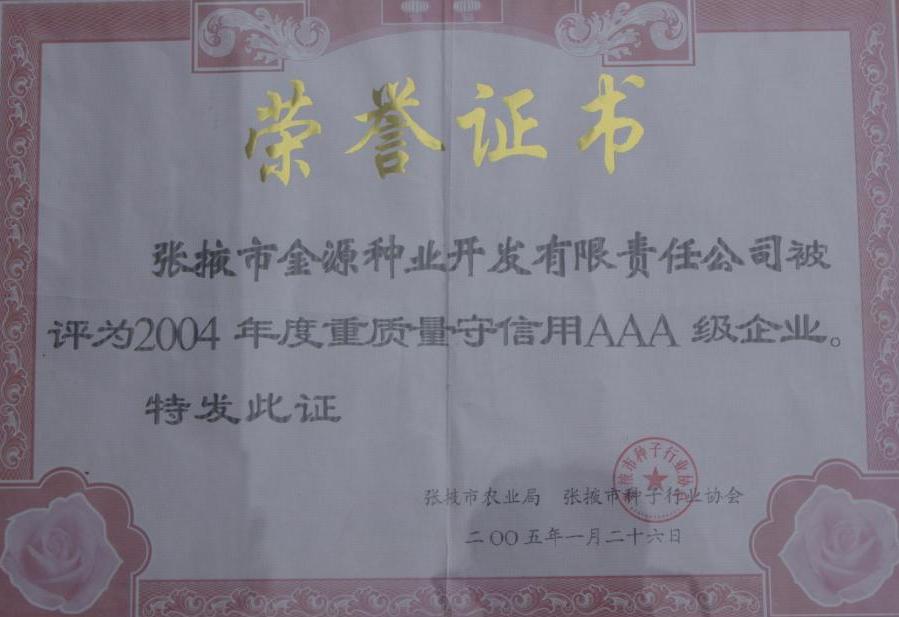 荣誉证书
张掖市金源种业开发有限责任公司被
评为2004 年度重质量守信用AAA 级企业。
特发此证
张掖市农业局 张掖市种子行业协会
二OO五年一月二十六日